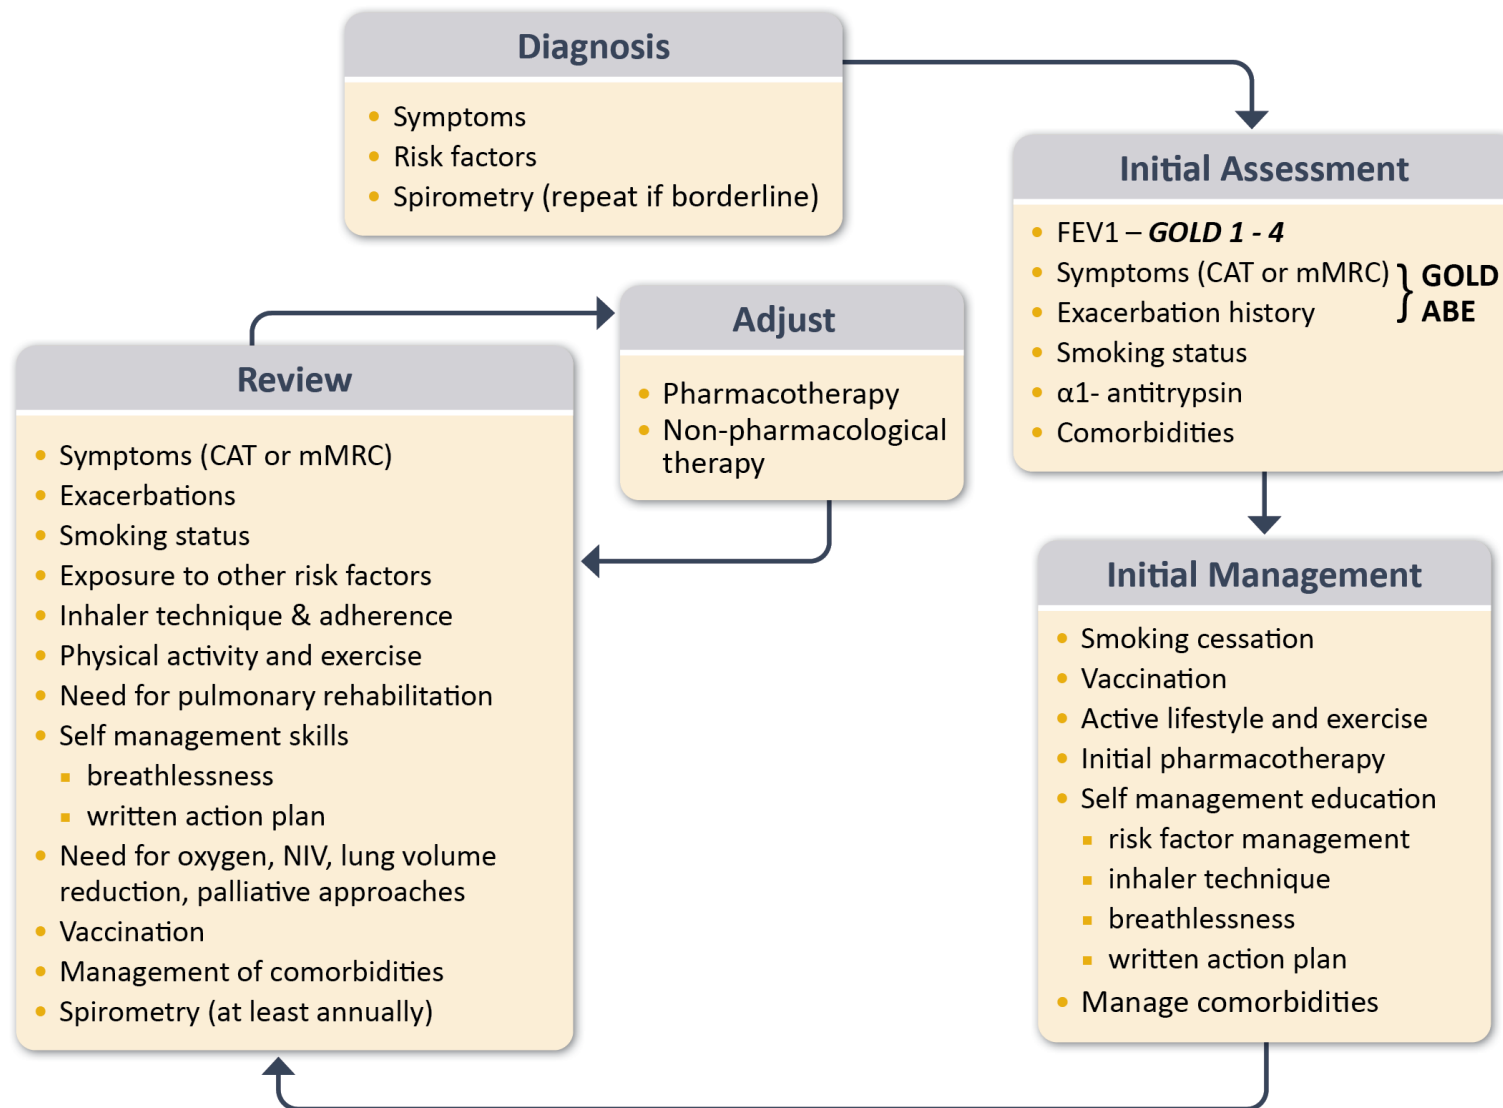 Diagnosis
• Symptoms
• Risk factors
• Spirometry (repeat if borderline)
Initial Assessment
• FEV1 – GOLD 1 - 4
• Symptoms (CAT or mMRC)
• Exacerbation history
} GOLD
ABE
• Smoking status
• α1- antitrypsin
• Comorbidities
Initial Management
• Smoking cessation
• Vaccination
• Active lifestyle and exercise
• Initial pharmacotherapy
• Self management education
▪ risk factor management
▪ inhaler technique
▪ breathlessness
▪ written action plan
• Manage comorbidities
Review
• Symptoms (CAT or mMRC)
• Exacerbations
• Smoking status
• Exposure to other risk factors
• Inhaler technique & adherence
• Physical activity and exercise
• Need for pulmonary rehabilitation
• Self management skills
▪ breathlessness
▪ written action plan
• Need for oxygen, NIV, lung volume
reduction, palliative approaches
• Vaccination
• Management of comorbidities
• Spirometry (at least annually)
Adjust
• Pharmacotherapy
• Non-pharmacological
therapy